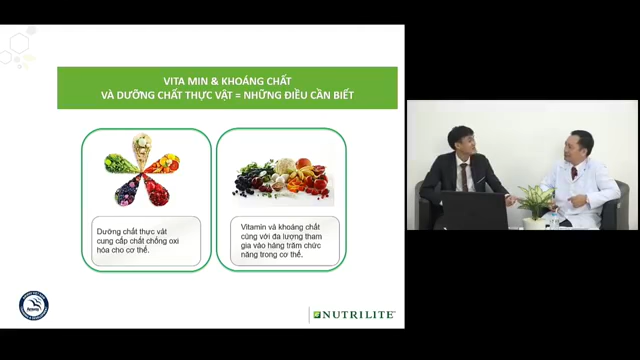 VITA MIN & KHOÁNG CHẤT
VÀ DƯỠNG CHẤT THỰC VẬT = NHỮNG ĐIỀU CẦN BIẾT
Dưỡng chất thực vật
cung cấp chất chống oxi
hóa cho cơ thể.
Vitamin và khoáng chất
cùng với đa lượng tham
gia vào hàng trăm chức
năng trong cơ thể.
NUTRILITE